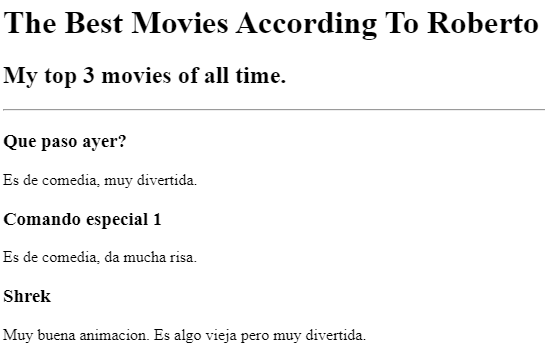 The Best Movies According To Roberto
My top 3 movies of all time.
Que paso ayer?
Es de comedia, muy divertida.
Comando especial 1
Es de comedia, da mucha risa.
Shrek
Muy buena animacion. Es algo vieja pero muy divertida.